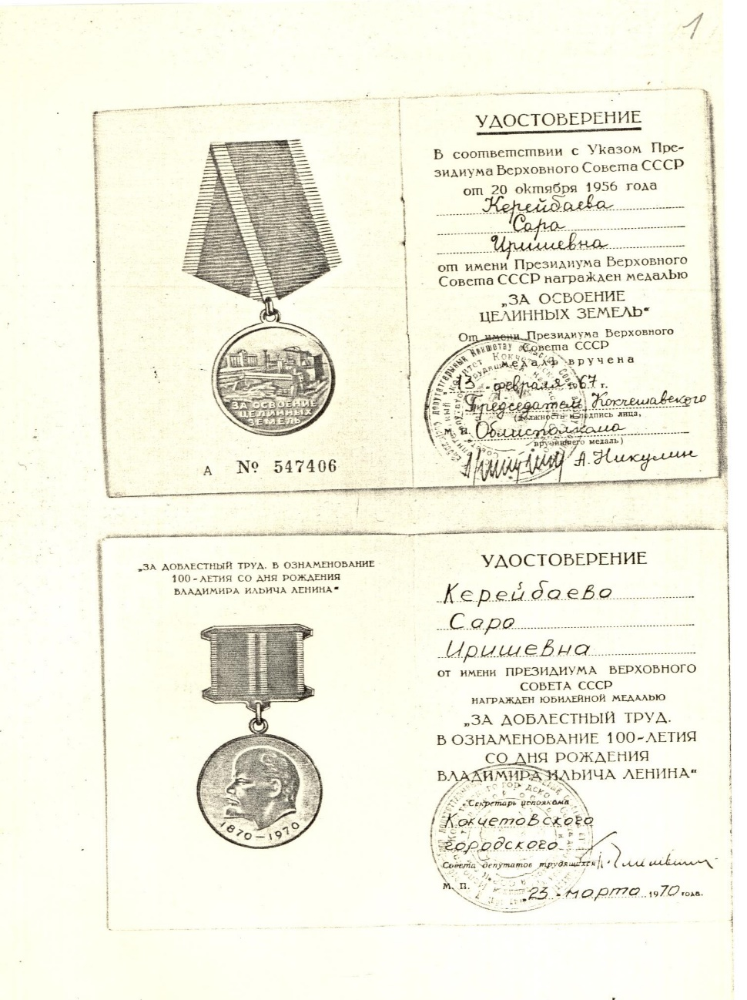 1
УДОСТОВЕРЕНИЕ
В соответствии с Указом Пре-
зидиума Верховного Совета СССР
от 20 октября 1956 года
Керейбаева
Сара
Иришевна
от имени Президиума Верховного
Совета СССР награжден медалью
„ЗА ОСВОЕНИЕ
ЦЕЛИННЫХ ЗЕМЕЛЬ“
От имени Президиума Верховного
Совета СССР
медаль вручена
13 февраля 1967 г.
Председатель Кокчетавского
(должность и подпись лица,
М. П. Облисполкома
вручившего медаль)
А. Никулин
ЗА ОСВОЕНИЕ
ЦЕЛИННЫХ
ЗЕМЕЛЬ
А № 547406
„ЗА ДОБЛЕСТНЫЙ ТРУД. В ОЗНАМЕНОВАНИЕ
100-ЛЕТИЯ СО ДНЯ РОЖДЕНИЯ
ВЛАДИМИРА ИЛЬИЧА ЛЕНИНА“
1870-1970
УДОСТОВЕРЕНИЕ
Керейбаева
Сара
Иришевна
ОТ ИМЕНИ ПРЕЗИДИУМА ВЕРХОВНОГО
СОВЕТА СССР
НАГРАЖДЕН ЮБИЛЕЙНОЙ МЕДАЛЬЮ
„ЗА ДОБЛЕСТНЫЙ ТРУД.
В ОЗНАМЕНОВАНИЕ 100-ЛЕТИЯ
СО ДНЯ РОЖДЕНИЯ
ВЛАДИМИРА ИЛЬИЧА ЛЕНИНА“
Секретарь исполкома
Кокчетовского
городского
Совета депутатов трудящихся
М. П.
„23 - марта 1970 года.